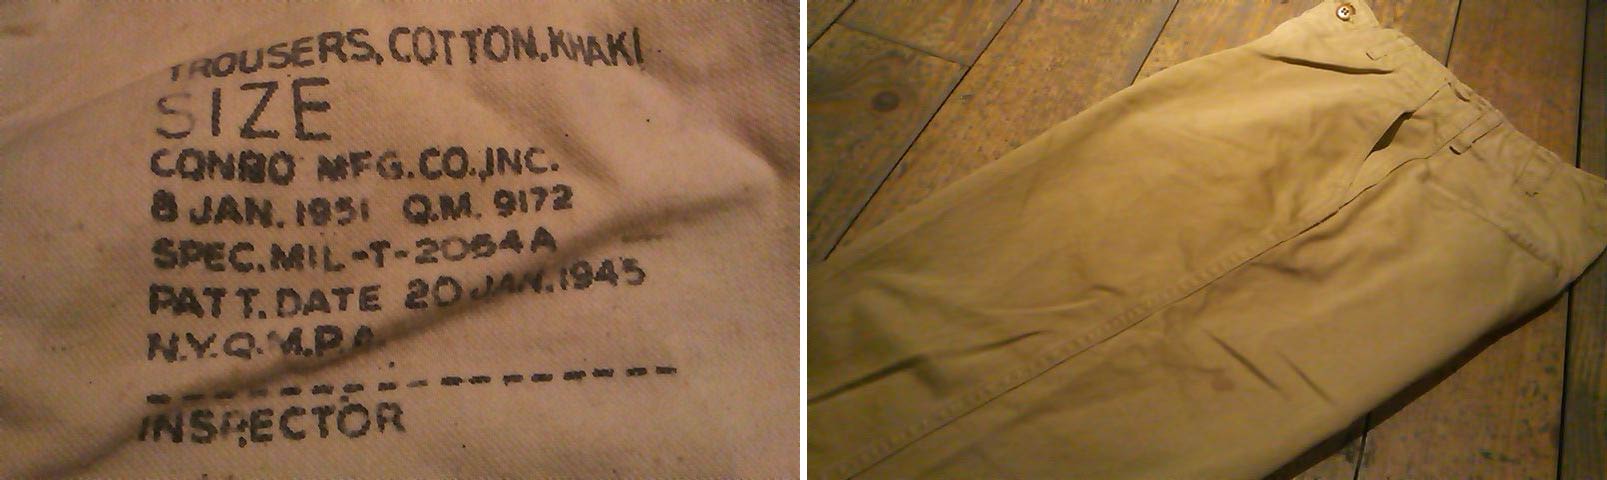 TROUSERS, COTTON, KHAKI
SIZE
CONRO MFG. CO., INC.
8 JAN. 1951 Q.M. 9172
SPEC. MIL-T-2064A
PATT. DATE 20 JAN. 1945
N.Y.Q.M.P.A.
INSPECTOR